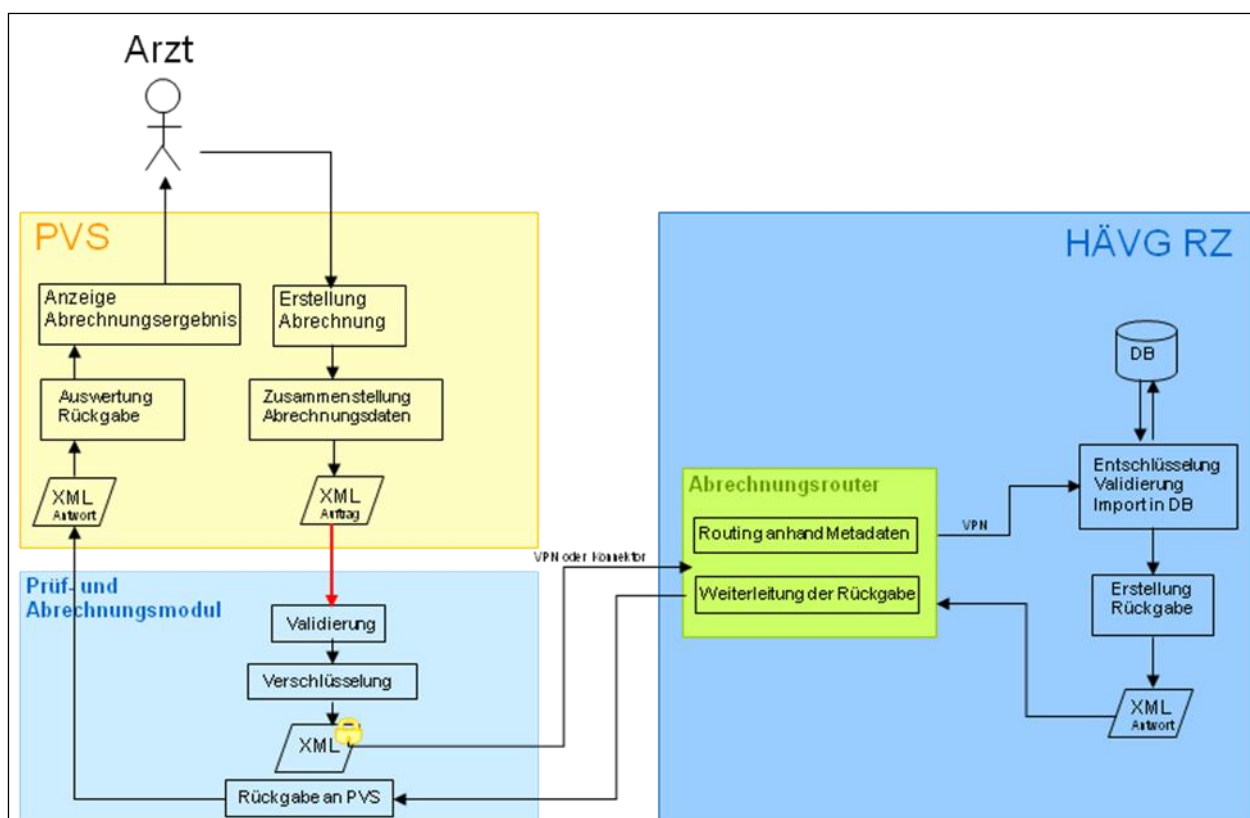 Arzt
PVS
Anzeige
Abrechnungsergebnis
Auswertung
Rückgabe
XML
Antwort
Erstellung
Abrechnung
Zusammenstellung
Abrechnungsdaten
XML
Auftrag
Prüf- und
Abrechnungsmodul
Validierung
Verschlüsselung
XML
Rückgabe an PVS
VPN oder Konnektor
HÄVG RZ
Abrechnungsrouter
Routing anhand Metadaten
Weiterleitung der Rückgabe
VPN
DB
Entschlüsselung
Validierung
Import in DB
Erstellung
Rückgabe
XML
Antwort